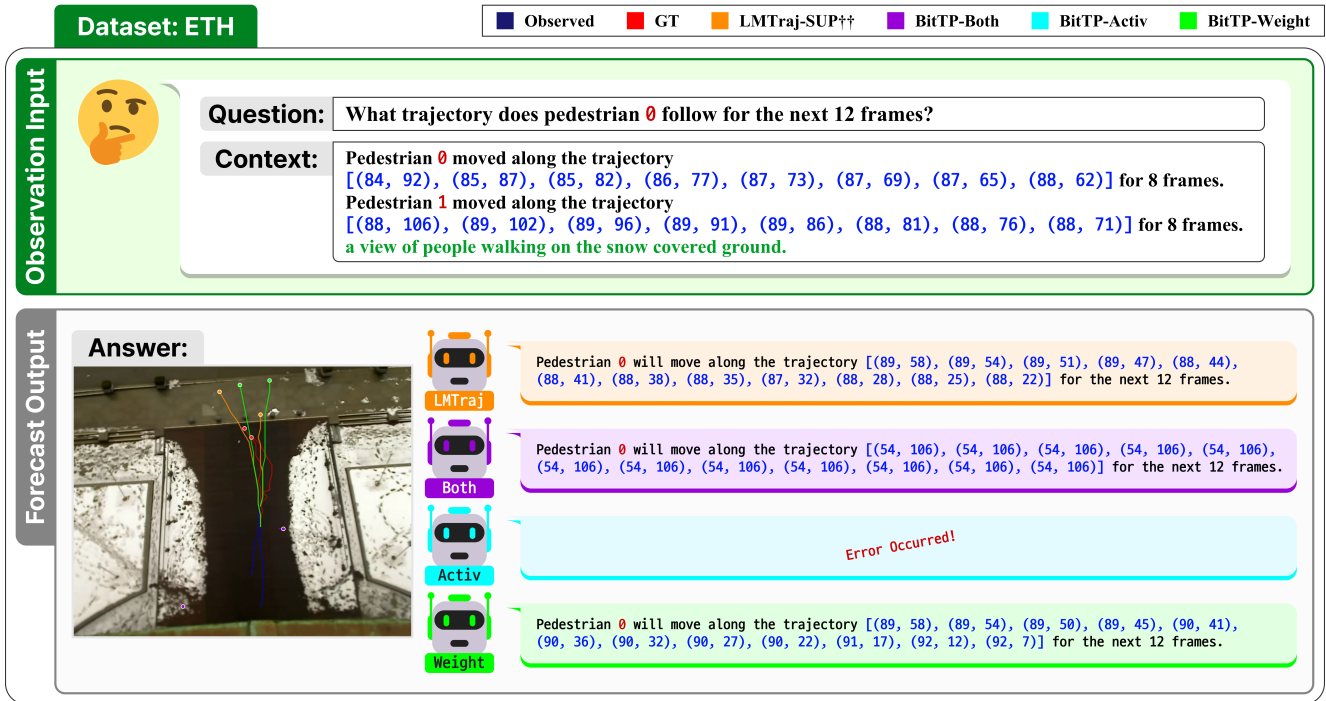 Dataset: ETH
Observed GT LMTraj-SUP†† BitTP-Both BitTP-Activ BitTP-Weight
Observation Input
Question: What trajectory does pedestrian 0 follow for the next 12 frames?
Context: Pedestrian 0 moved along the trajectory
[(84, 92), (85, 87), (85, 82), (86, 77), (87, 73), (87, 69), (87, 65), (88, 62)] for 8 frames.
Pedestrian 1 moved along the trajectory
[(88, 106), (89, 102), (89, 96), (89, 91), (89, 86), (88, 81), (88, 76), (88, 71)] for 8 frames.
a view of people walking on the snow covered ground.
Forecast Output
Answer:
LMTraj
Pedestrian 0 will move along the trajectory [(89, 58), (89, 54), (89, 51), (89, 47), (88, 44),
(88, 41), (88, 38), (88, 35), (87, 32), (88, 28), (88, 25), (88, 22)] for the next 12 frames.
Both
Pedestrian 0 will move along the trajectory [(54, 106), (54, 106), (54, 106), (54, 106), (54, 106),
(54, 106), (54, 106), (54, 106), (54, 106), (54, 106), (54, 106), (54, 106)] for the next 12 frames.
Activ
Error Occurred!
Weight
Pedestrian 0 will move along the trajectory [(89, 58), (89, 54), (89, 50), (89, 45), (90, 41),
(90, 36), (90, 32), (90, 27), (90, 22), (91, 17), (92, 12), (92, 7)] for the next 12 frames.